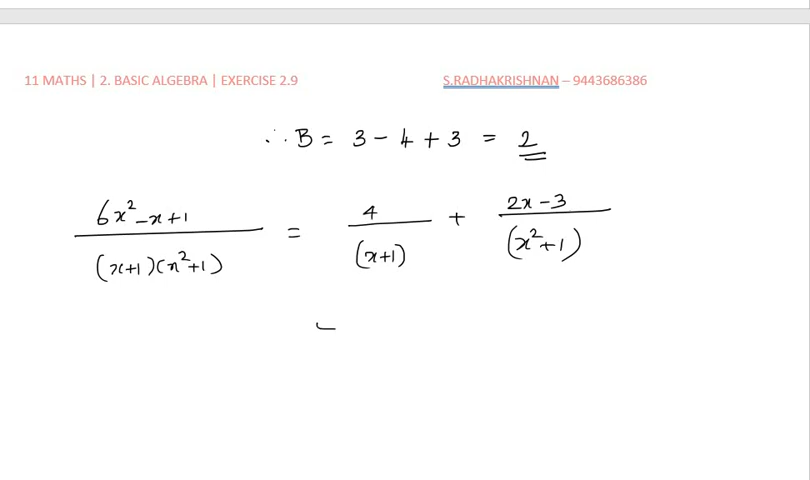 11 MATHS | 2. BASIC ALGEBRA | EXERCISE 2.9 S.RADHAKRISHNAN – 9443686386
∴ B = 3 - 4 + 3 = 2
6x² - x + 1 / (x+1)(x²+1) = 4 / (x+1) + 2x - 3 / (x²+1)